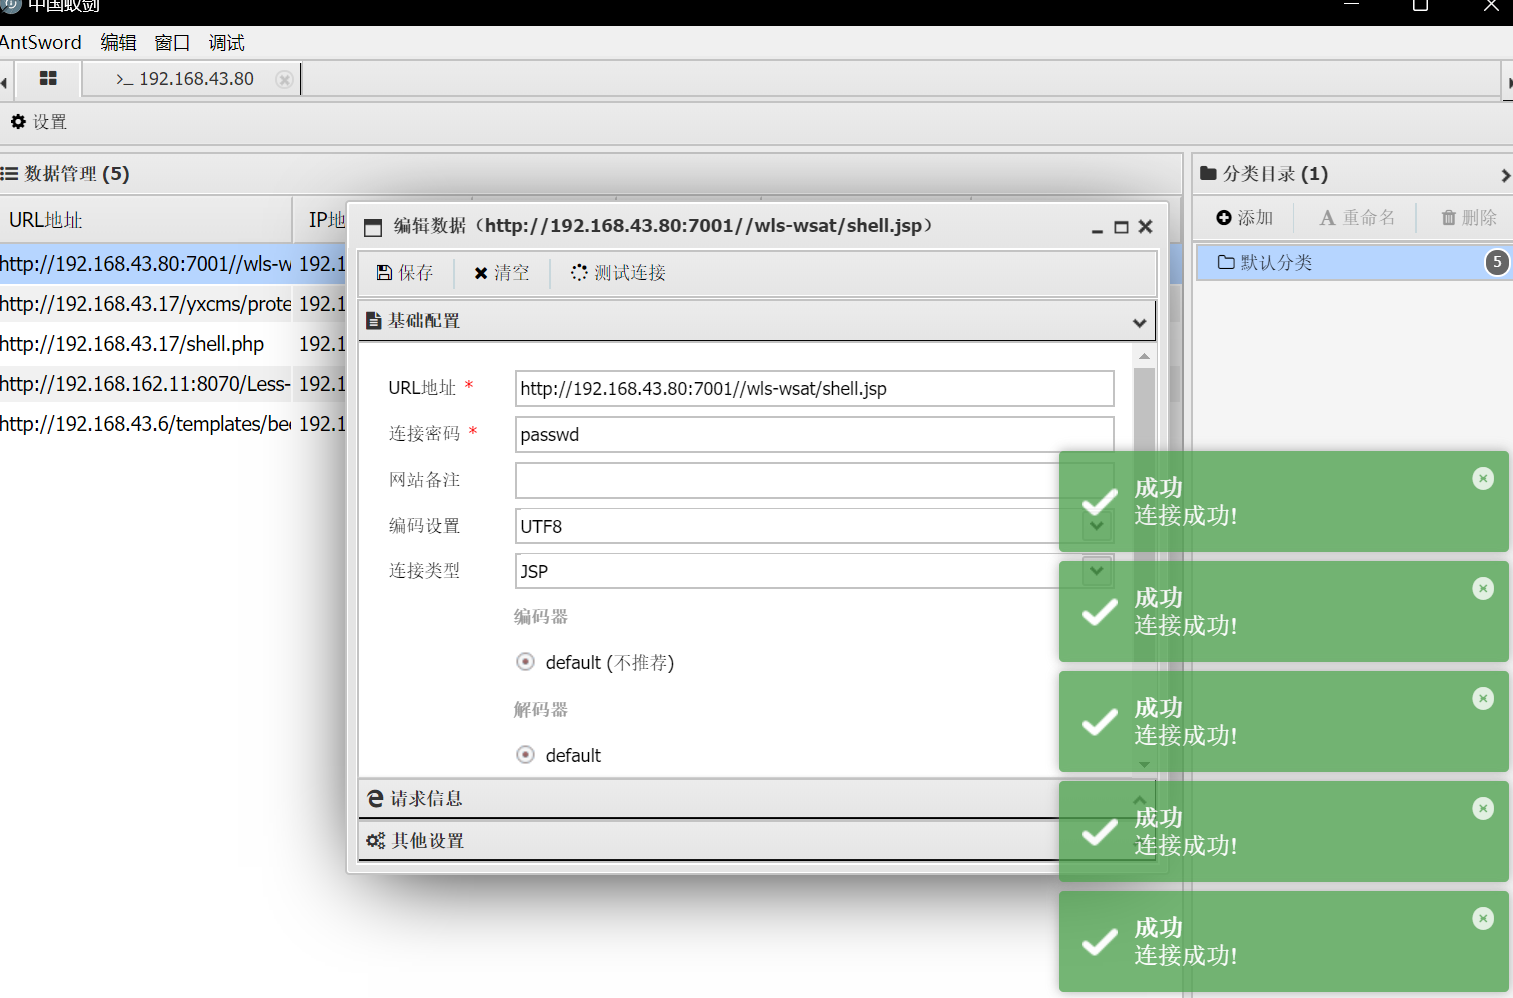 中国蚁剑
AntSword 编辑 窗口 调试
>_ 192.168.43.80
设置
数据管理 (5)
URL地址 IP地
http://192.168.43.80:7001//wls-w 192.1
http://192.168.43.17/yxcms/prote 192.1
http://192.168.43.17/shell.php 192.1
http://192.168.162.11:8070/Less- 192.1
http://192.168.43.6/templates/bee 192.1
编辑数据（http://192.168.43.80:7001//wls-wsat/shell.jsp）
保存 清空 测试连接
基础配置
URL地址 * http://192.168.43.80:7001//wls-wsat/shell.jsp
连接密码 * passwd
网站备注
编码设置 UTF8
连接类型 JSP
编码器
default (不推荐)
解码器
default
请求信息
其他设置
分类目录 (1)
添加 重命名 删除
默认分类 5
成功
连接成功!
成功
连接成功!
成功
连接成功!
成功
连接成功!
成功
连接成功!